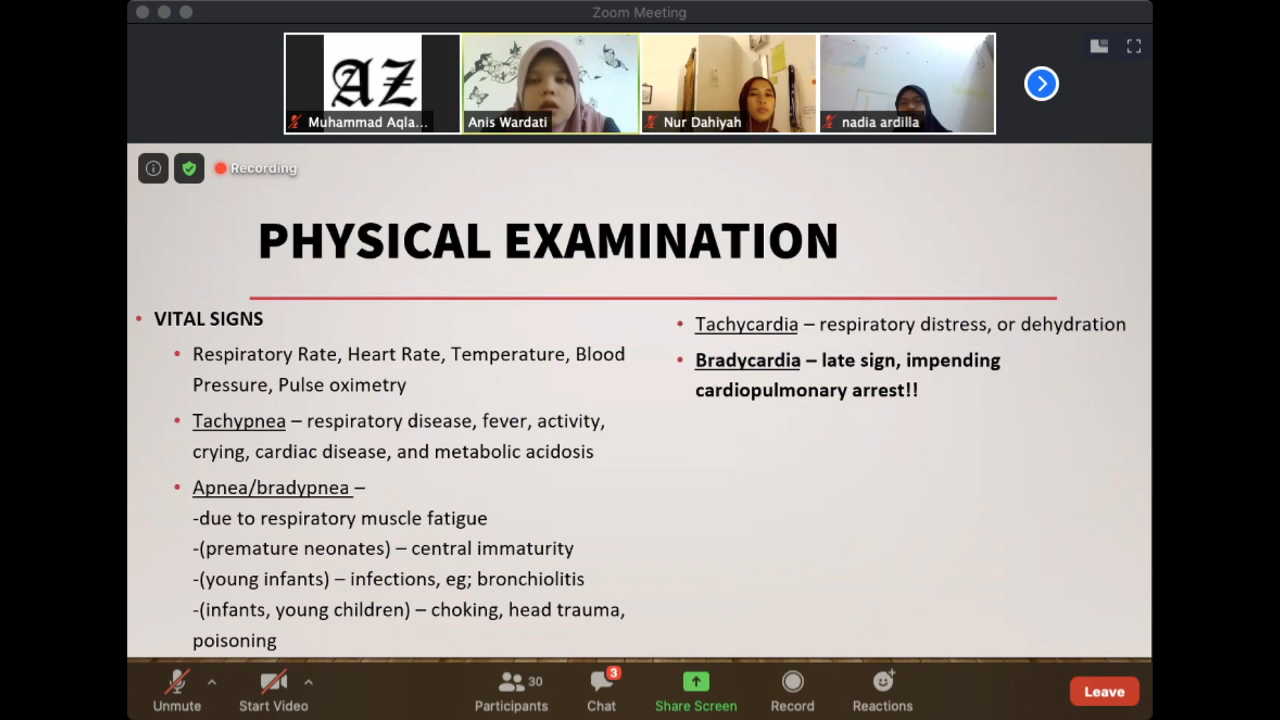 Zoom Meeting
AZ
Muhammad Aqla...
Anis Wardati
Nur Dahiyah
nadia ardilla
Recording
PHYSICAL EXAMINATION
• VITAL SIGNS
• Respiratory Rate, Heart Rate, Temperature, Blood
Pressure, Pulse oximetry
• Tachypnea – respiratory disease, fever, activity,
crying, cardiac disease, and metabolic acidosis
• Apnea/bradypnea –
-due to respiratory muscle fatigue
-(premature neonates) – central immaturity
-(young infants) – infections, eg; bronchiolitis
-(infants, young children) – choking, head trauma,
poisoning
• Tachycardia – respiratory distress, or dehydration
• Bradycardia – late sign, impending
cardiopulmonary arrest!!
Unmute
Start Video
30
Participants
3
Chat
Share Screen
Record
Reactions
Leave